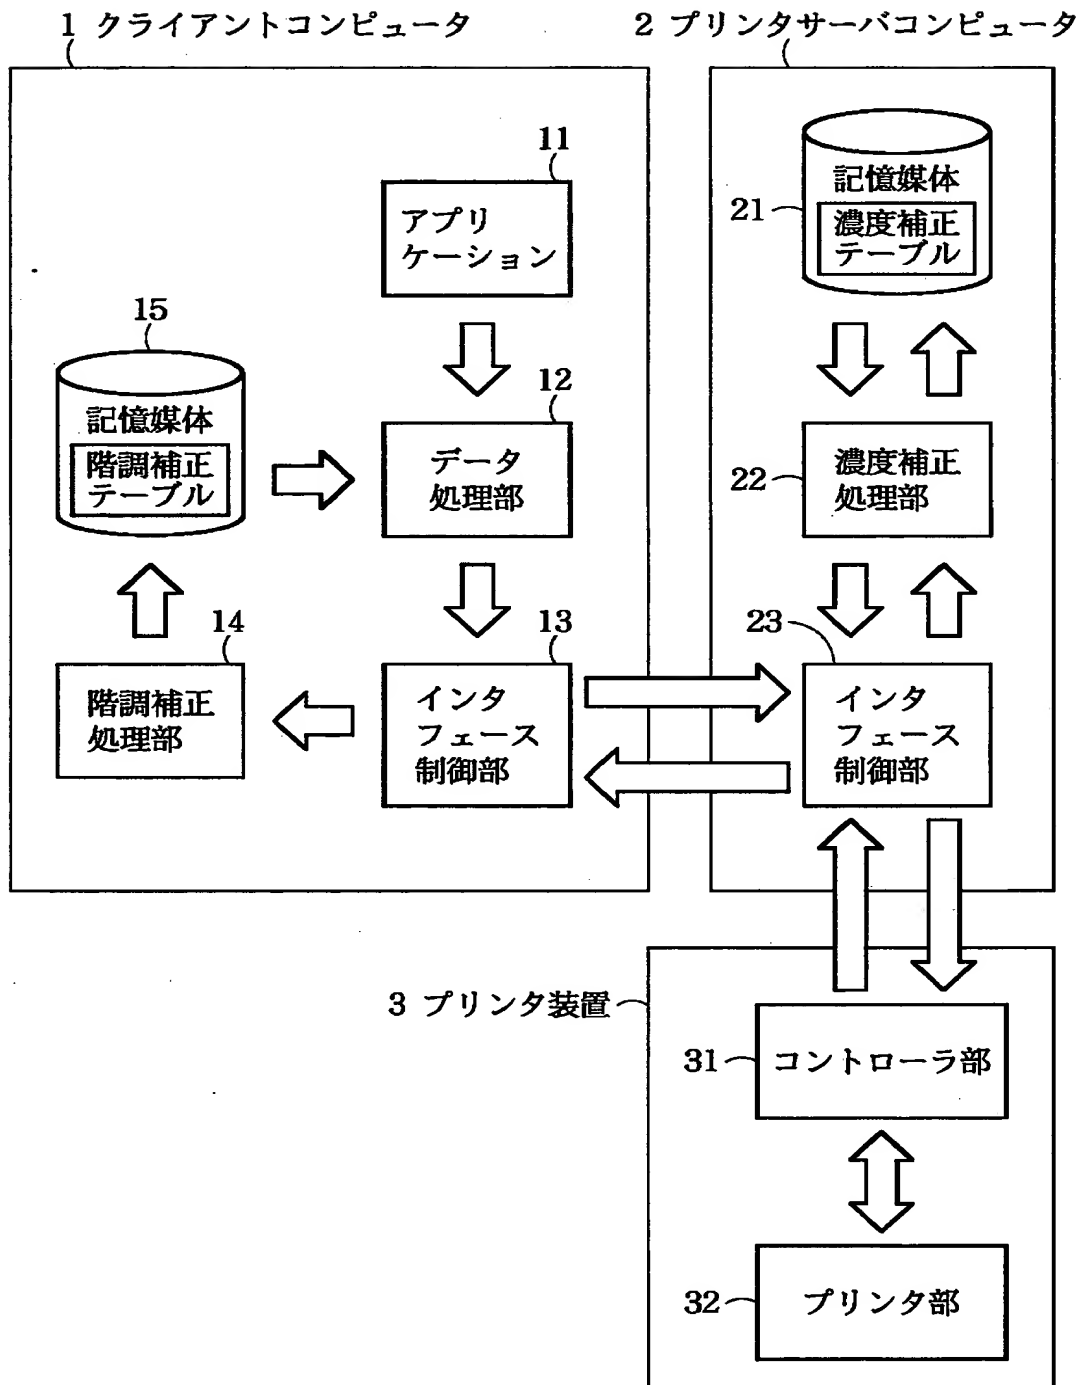 1 クライアントコンピュータ
11
アプリ
ケーション
15
記憶媒体
階調補正
テーブル
12
データ
処理部
14
階調補正
処理部
13
インタ
フェース
制御部
2 プリンタサーバコンピュータ
21
記憶媒体
濃度補正
テーブル
22
濃度補正
処理部
23
インタ
フェース
制御部
3 プリンタ装置
31
コントローラ部
32
プリンタ部